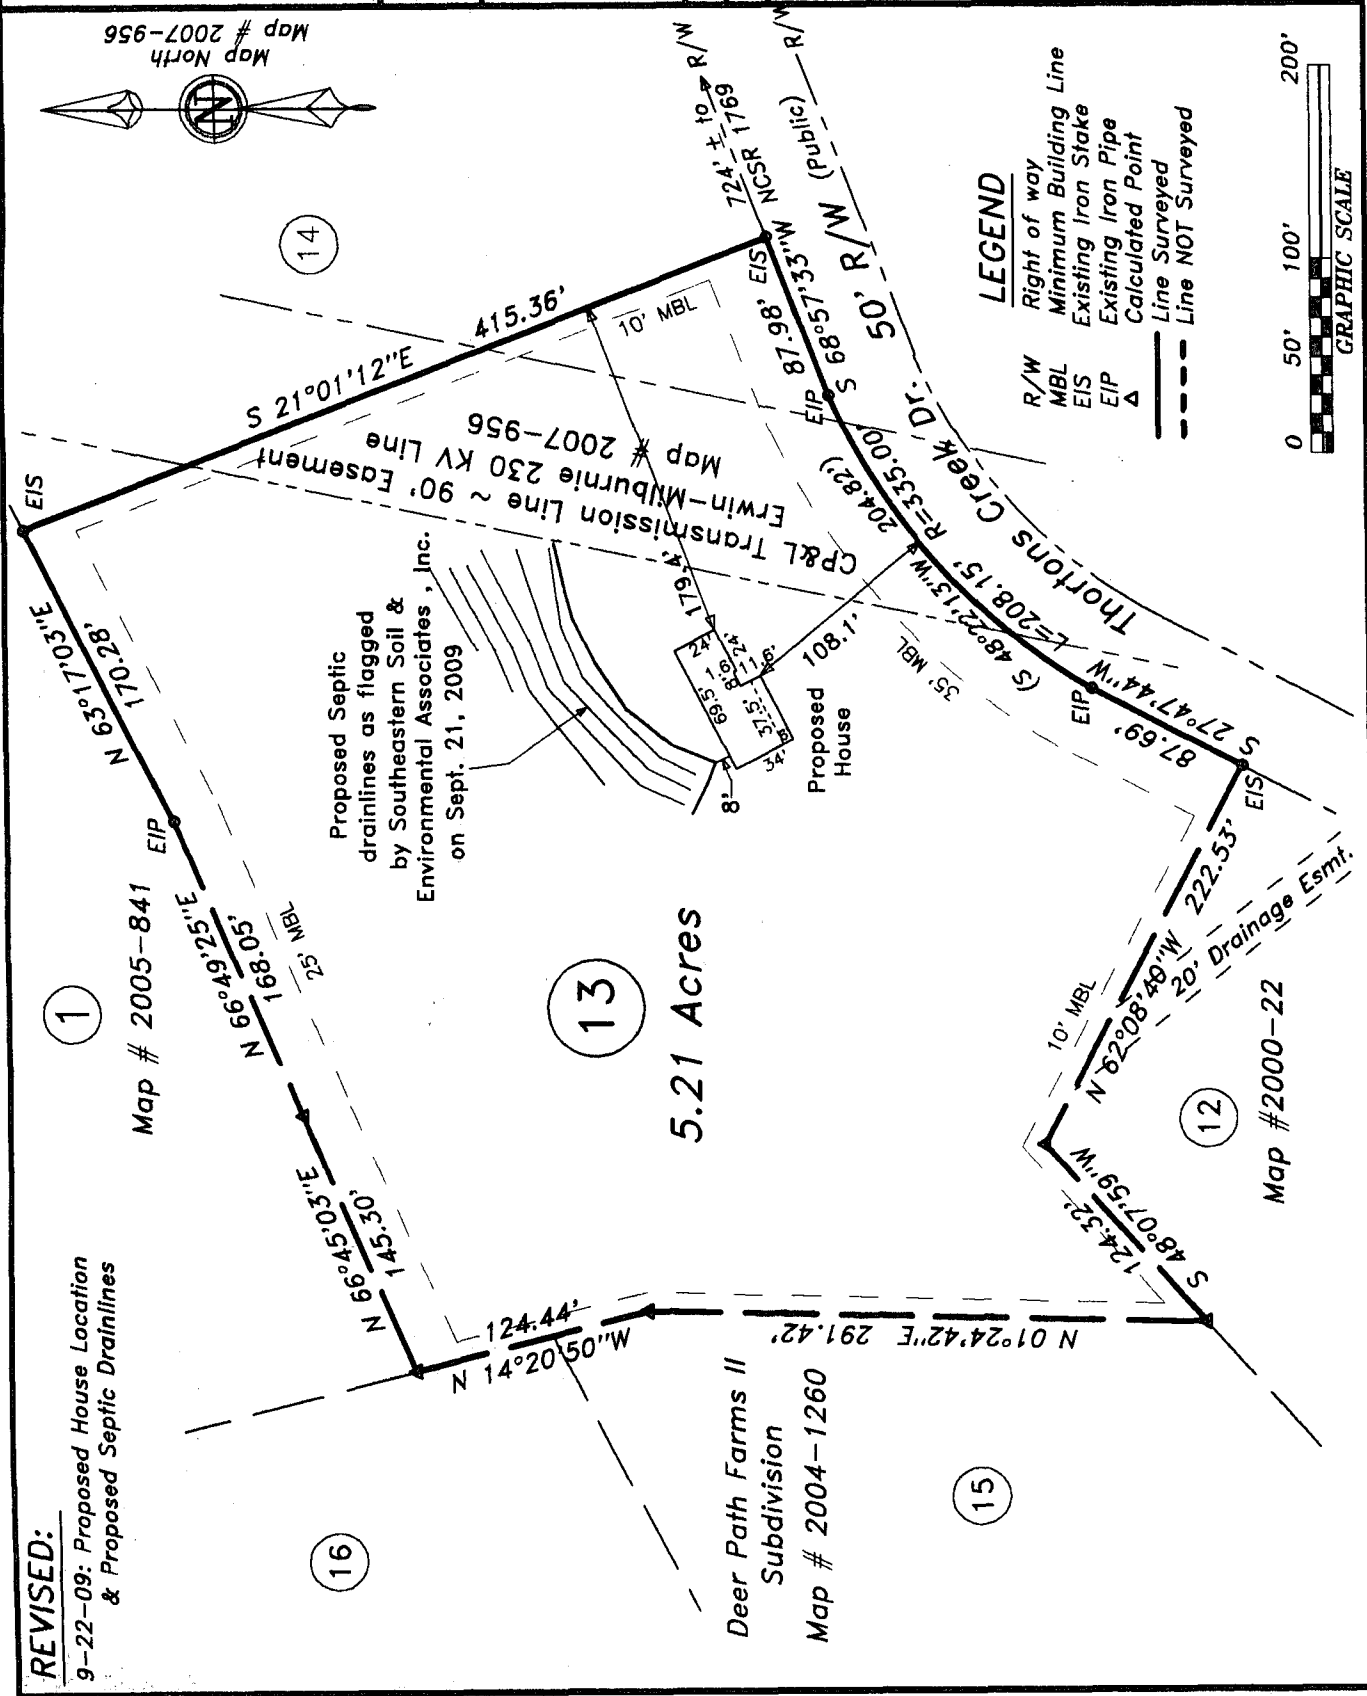 REVISED:
9-22-09: Proposed House Location
& Proposed Septic Drainlines
Map North
Map # 2007-956
1
Map # 2005-841
14
16
N 66°45'03"E
145.30'
N 66°49'25"E
168.05'
EIP
N 63°17'03"E
170.28'
EIS
25' MBL
S 21°01'12"E
415.36'
10' MBL
Proposed Septic
drainlines as flagged
by Southeastern Soil &
Environmental Associates , Inc.
on Sept. 21, 2009
CP&L Transmission Line ~ 90' Easement
Erwin-Milburnie 230 KV Line
Map # 2007-956
124.44'
N 14°20'50"W
13
5.21 Acres
179.4'
24'
1.6'
24'
8'
11.6'
69.5'
37.5'
34'
8'
8'
Proposed
House
108.1'
35' MBL
724' ± to
NCSR 1769
R/W
R/W
EIS
87.98'
S 68°57'33"W
EIP
50' R/W (Public)
Thortons Creek Dr.
(S 48°22'13"W 204.82')
L=208.15' R=335.00'
EIP
87.69'
S 27°47'44"W
EIS
Deer Path Farms II
Subdivision
Map # 2004-1260
15
N 01°24'42"E 291.42'
124.32'
S 48°07'59"W
10' MBL
N 62°08'40"W 222.53'
20' Drainage Esmt.
12
Map #2000-22
LEGEND
R/W Right of way
MBL Minimum Building Line
EIS Existing Iron Stake
EIP Existing Iron Pipe
Δ Calculated Point
Line Surveyed
Line NOT Surveyed
0 50' 100' 200'
GRAPHIC SCALE
N